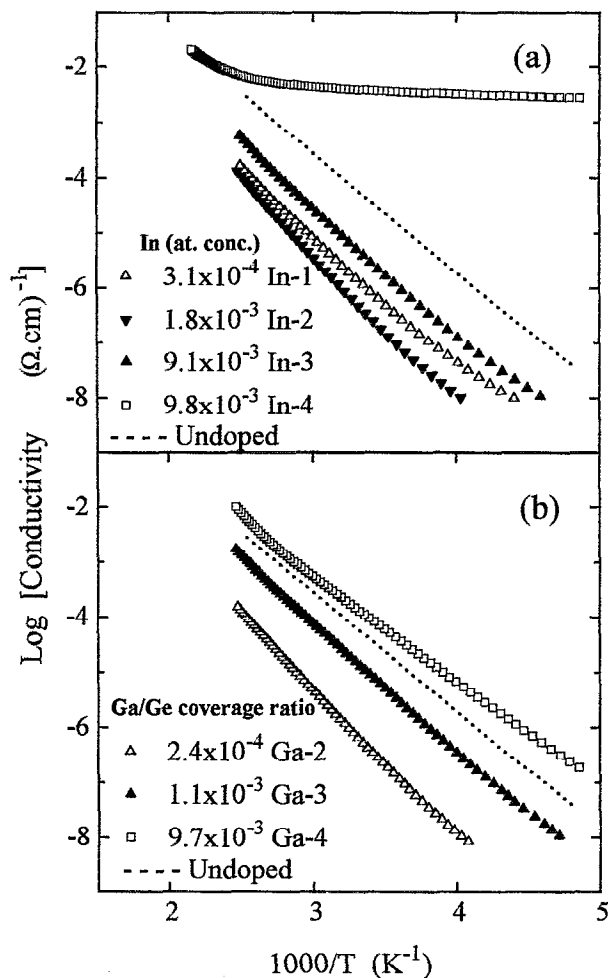 (a)
-2
-4
-6
-8
In (at. conc.)
△ 3.1x10⁻⁴ In-1
▼ 1.8x10⁻³ In-2
▲ 9.1x10⁻³ In-3
□ 9.8x10⁻³ In-4
----- Undoped
(b)
-2
-4
-6
-8
Ga/Ge coverage ratio
△ 2.4x10⁻⁴ Ga-2
▲ 1.1x10⁻³ Ga-3
□ 9.7x10⁻³ Ga-4
----- Undoped
2 3 4 5
1000/T (K⁻¹)
Log [Conductivity (Ω.cm)⁻¹]